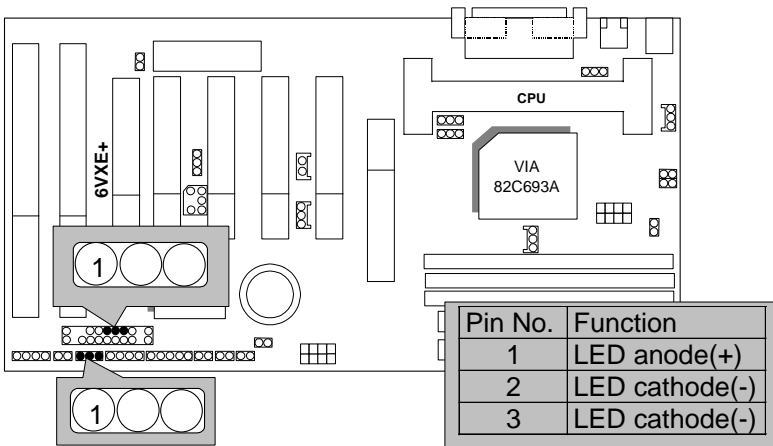 CPU
6VXE+
VIA
82C693A
1
Pin No. Function
1 LED anode(+)
2 LED cathode(-)
3 LED cathode(-)
1